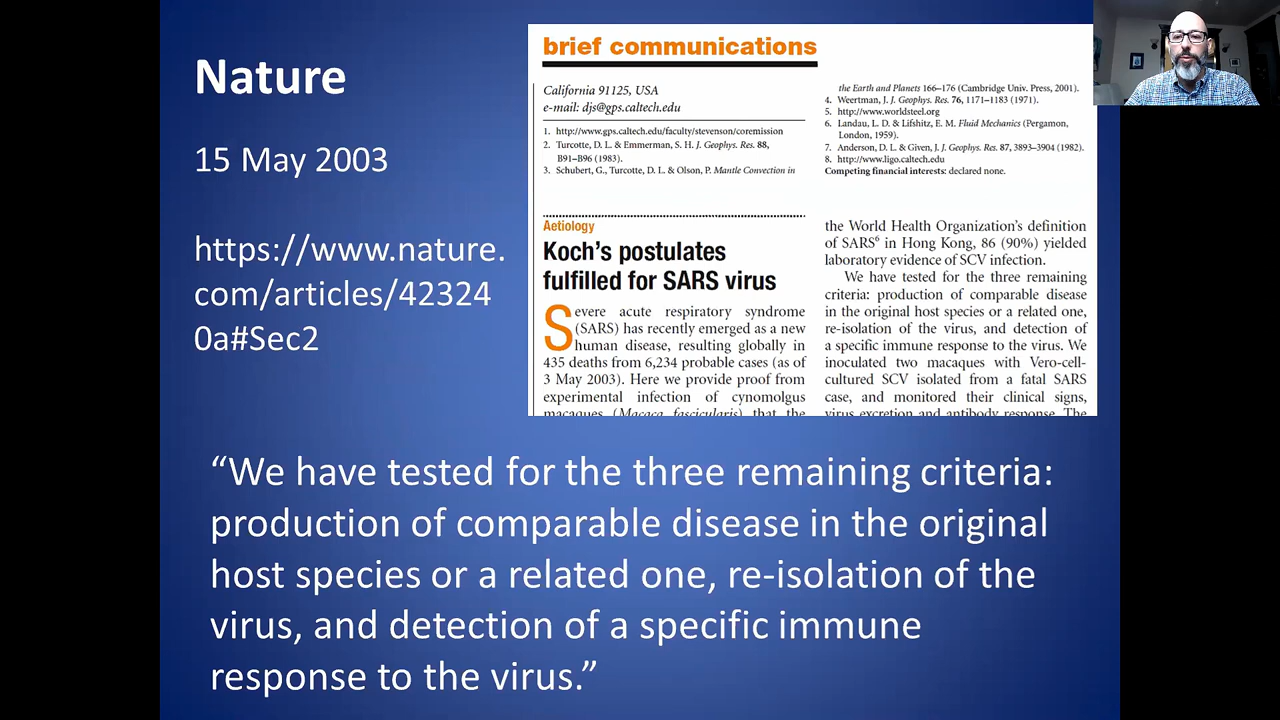 Nature
15 May 2003
https://www.nature.
com/articles/42324
0a#Sec2
brief communications
California 91125, USA
e-mail: djs@gps.caltech.edu
1. http://www.gps.caltech.edu/faculty/stevenson/coremission
2. Turcotte, D. L. & Emmerman, S. H. J. Geophys. Res. 88,
B91–B96 (1983).
3. Schubert, G., Turcotte, D. L. & Olson, P. Mantle Convection in
the Earth and Planets 166–176 (Cambridge Univ. Press, 2001).
4. Weertman, J. J. Geophys. Res. 76, 1171–1183 (1971).
5. http://www.worldsteel.org
6. Landau, L. D. & Lifshitz, E. M. Fluid Mechanics (Pergamon,
London, 1959).
7. Anderson, D. L. & Given, J. J. Geophys. Res. 87, 3893–3904 (1982).
8. http://www.ligo.caltech.edu
Competing financial interests: declared none.
Aetiology
Koch’s postulates
fulfilled for SARS virus
Severe acute respiratory syndrome
(SARS) has recently emerged as a new
human disease, resulting globally in
435 deaths from 6,234 probable cases (as of
3 May 2003). Here we provide proof from
experimental infection of cynomolgus
macaques (Macaca fascicularis) that the
the World Health Organization’s definition
of SARS6 in Hong Kong, 86 (90%) yielded
laboratory evidence of SCV infection.
We have tested for the three remaining
criteria: production of comparable disease
in the original host species or a related one,
re-isolation of the virus, and detection of
a specific immune response to the virus. We
inoculated two macaques with Vero-cell-
cultured SCV isolated from a fatal SARS
case, and monitored their clinical signs,
virus excretion and antibody response. The
“We have tested for the three remaining criteria:
production of comparable disease in the original
host species or a related one, re-isolation of the
virus, and detection of a specific immune
response to the virus.”